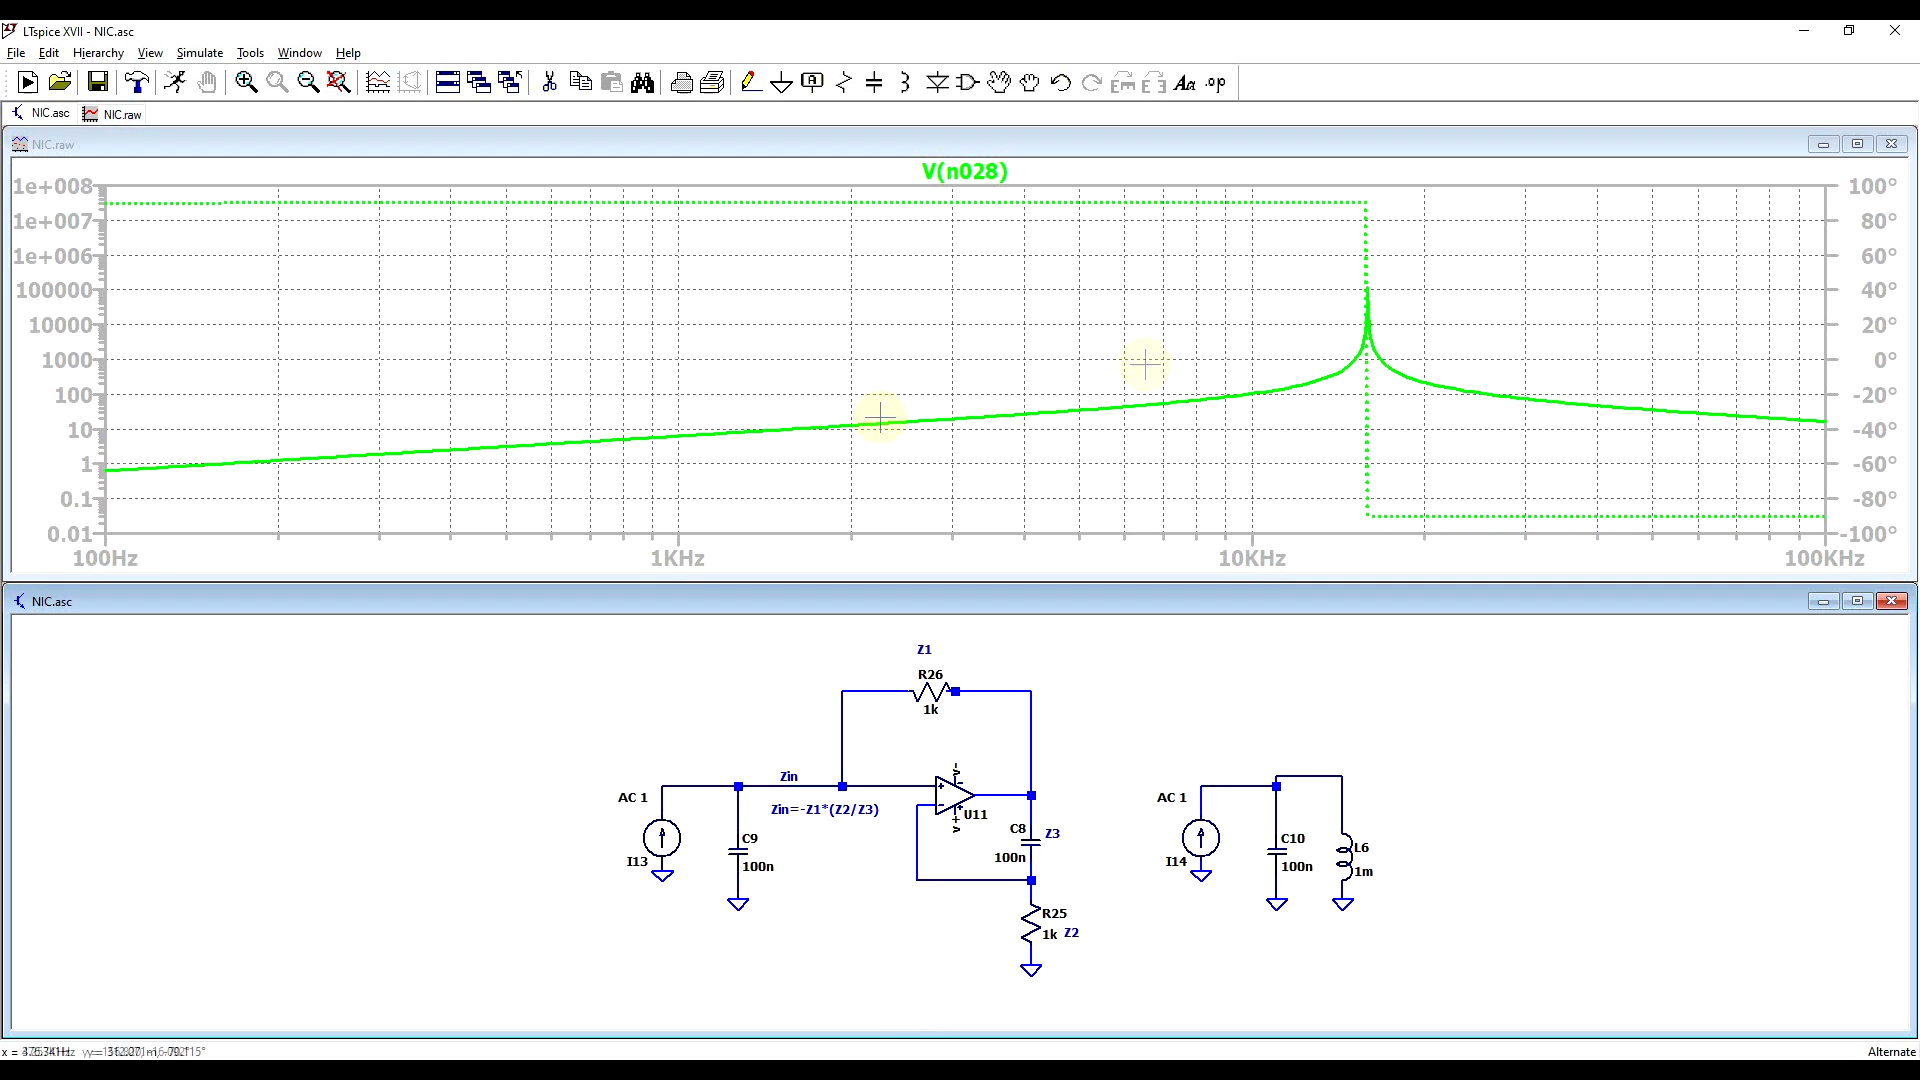 LTspice XVII - NIC.asc
File Edit Hierarchy View Simulate Tools Window Help
NIC.asc NIC.raw
NIC.raw
V(n028)
1e+008 100°
1e+007 80°
1e+006 60°
100000 40°
10000 20°
1000 0°
100 -20°
10 -40°
1 -60°
0.1 -80°
0.01 -100°
100Hz 1KHz 10KHz 100KHz
NIC.asc
Z1
R26
1k
Zin
AC 1
Zin=-Z1*(Z2/Z3)
U11
C9
100n
I13
C8 Z3
100n
R25
1k Z2
AC 1
I14
C10
100n
L6
1m
Alternate